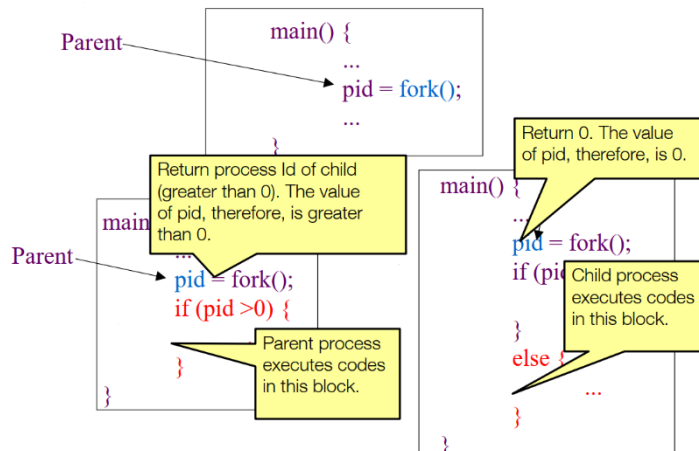 main() {
Parent
...
pid = fork();
...
}
Return process Id of child
(greater than 0). The value
of pid, therefore, is greater
than 0.
main
...
Parent
pid = fork();
if (pid >0) {
Parent process
executes codes
in this block.
}
}
Return 0. The value
of pid, therefore, is 0.
main() {
...
pid = fork();
if (pid
Child process
executes codes
in this block.
}
else {
...
}
}